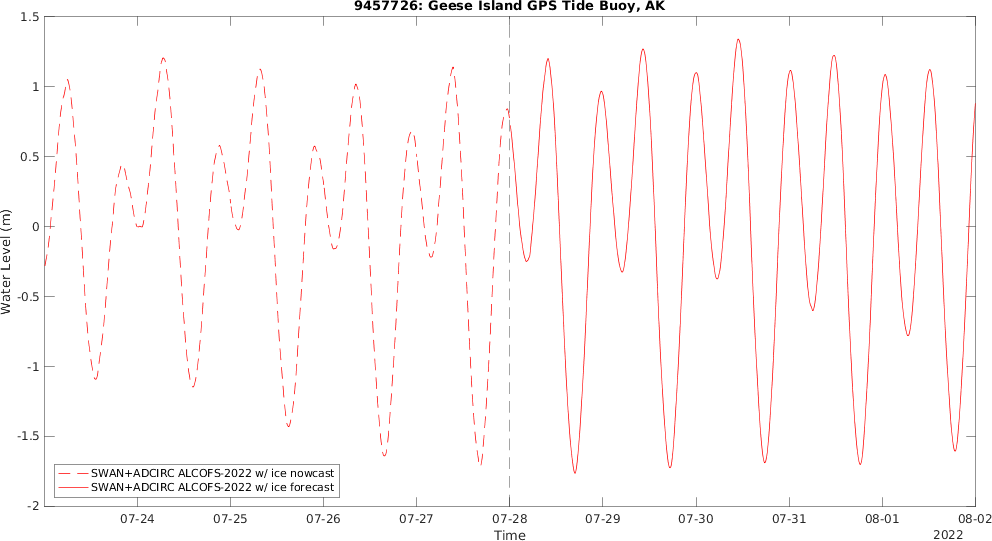 9457726: Geese Island GPS Tide Buoy, AK
1.5
1
0.5
0
-0.5
-1
-1.5
-2
Water Level (m)
SWAN+ADCIRC ALCOFS-2022 w/ ice nowcast
SWAN+ADCIRC ALCOFS-2022 w/ ice forecast
07-24 07-25 07-26 07-27 07-28 07-29 07-30 07-31 08-01 08-02
Time
2022